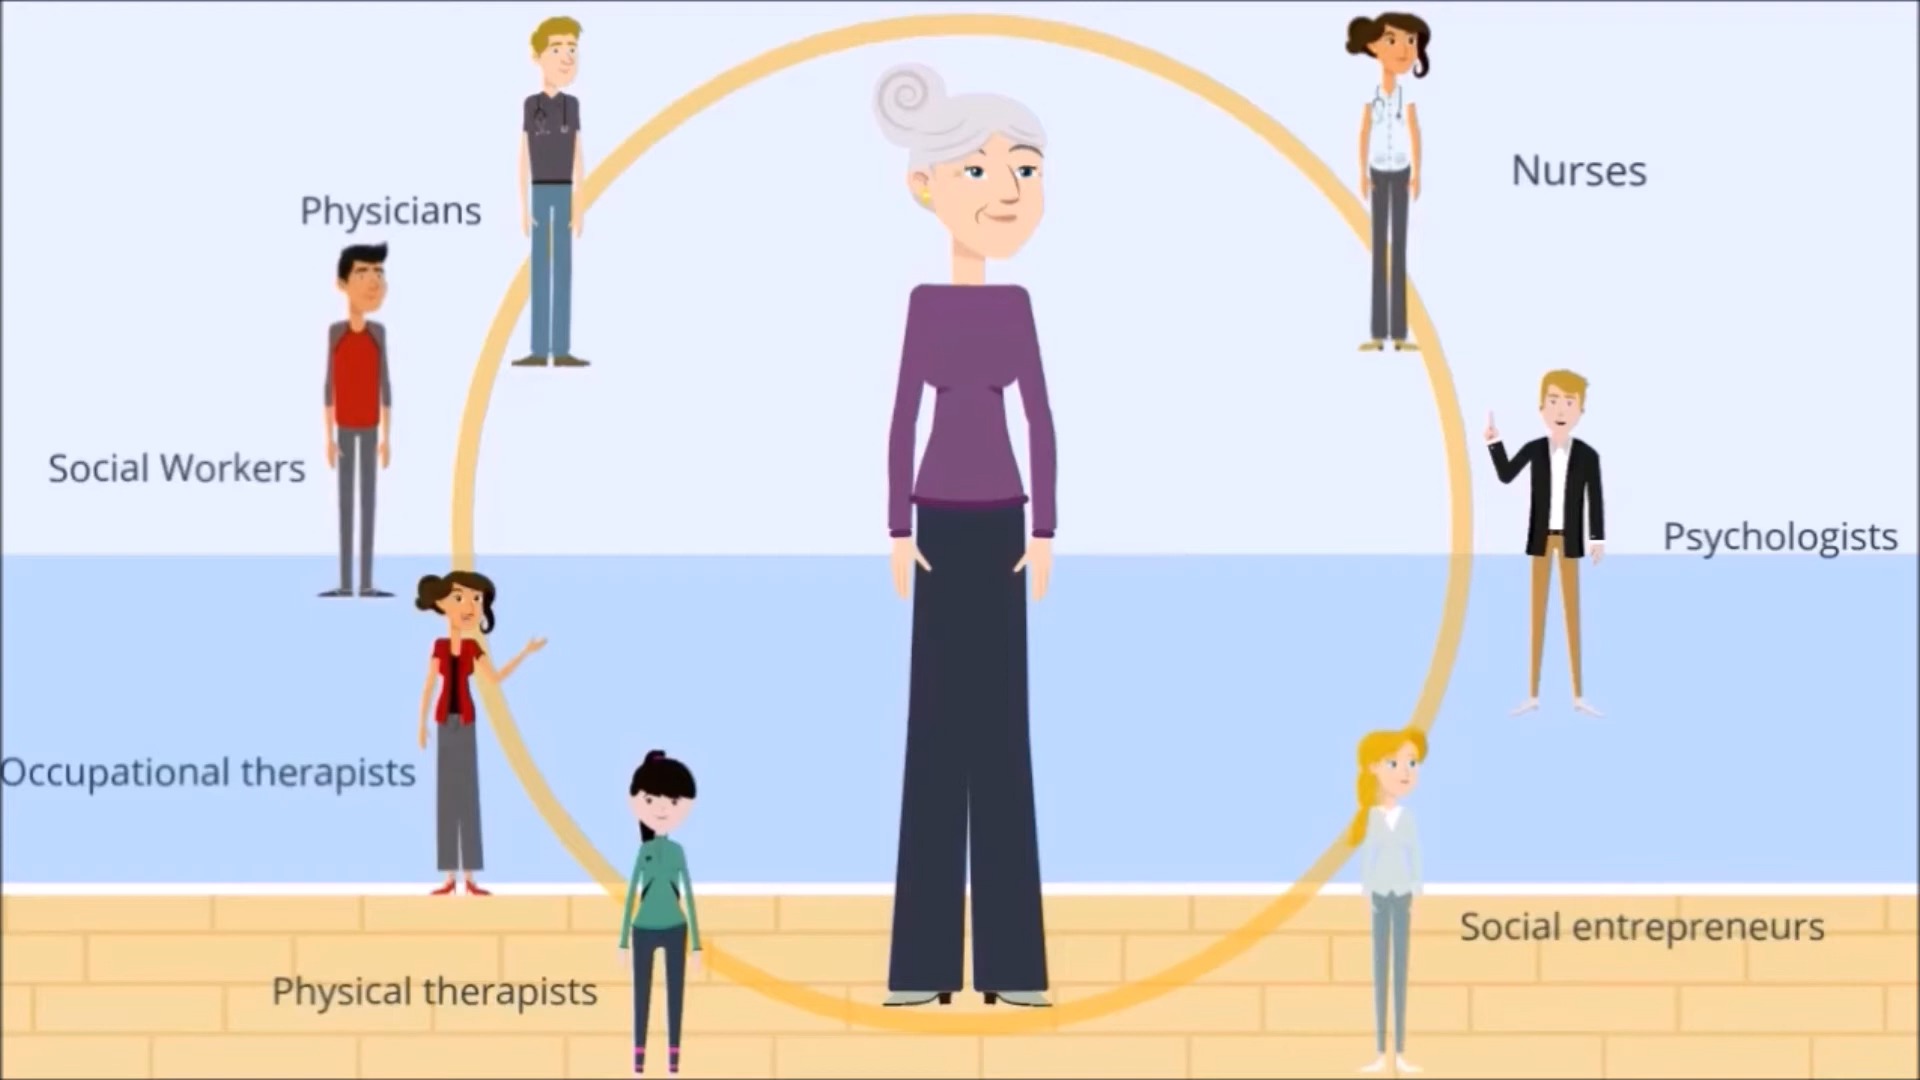 Nurses
Physicians
Social Workers
Psychologists
Occupational therapists
Social entrepreneurs
Physical therapists